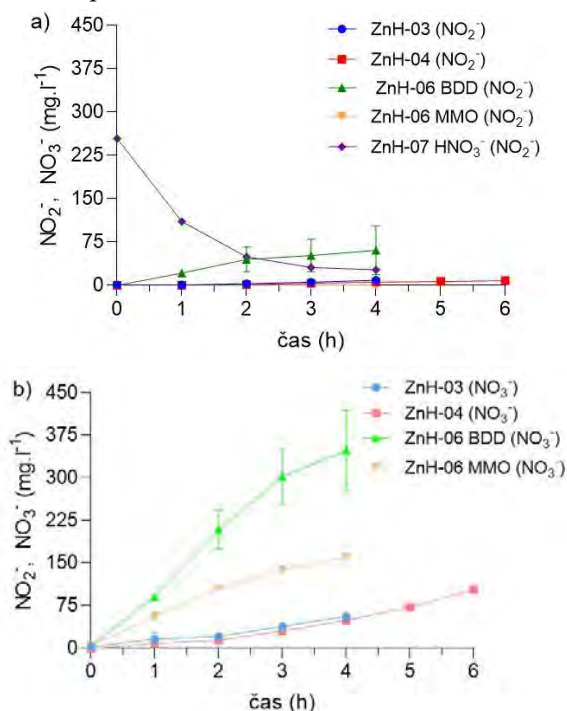 a)
450
375
300
225
150
75
0
NO₂⁻, NO₃⁻ (mg.l⁻¹)
ZnH-03 (NO₂⁻)
ZnH-04 (NO₂⁻)
ZnH-06 BDD (NO₂⁻)
ZnH-06 MMO (NO₂⁻)
ZnH-07 HNO₃⁻ (NO₂⁻)
0 1 2 3 4 5 6
čas (h)
b)
450
375
300
225
150
75
0
NO₂⁻, NO₃⁻ (mg.l⁻¹)
ZnH-03 (NO₃⁻)
ZnH-04 (NO₃⁻)
ZnH-06 BDD (NO₃⁻)
ZnH-06 MMO (NO₃⁻)
0 1 2 3 4 5 6
čas (h)